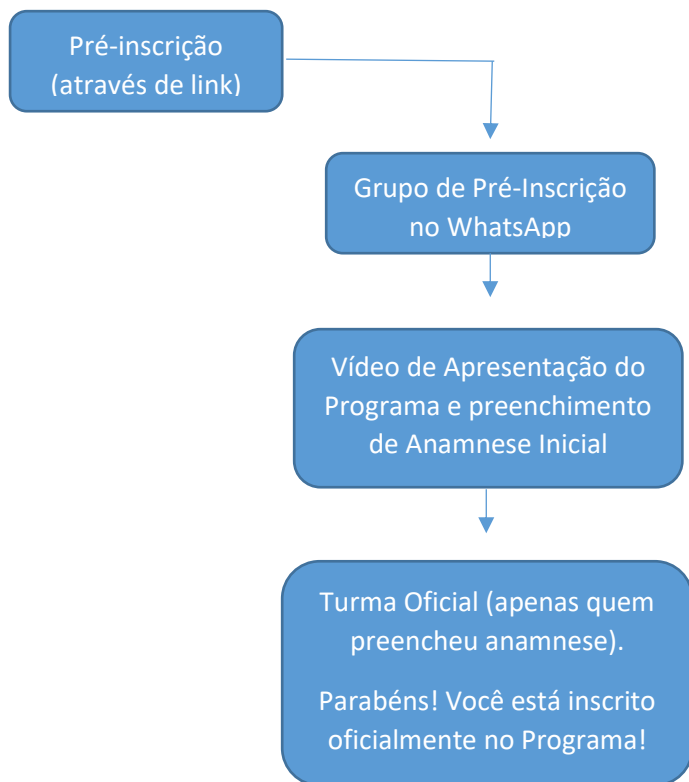 Pré-inscrição
(através de link)
Grupo de Pré-Inscrição
no WhatsApp
Vídeo de Apresentação do
Programa e preenchimento
de Anamnese Inicial
Turma Oficial (apenas quem
preencheu anamnese).
Parabéns! Você está inscrito
oficialmente no Programa!